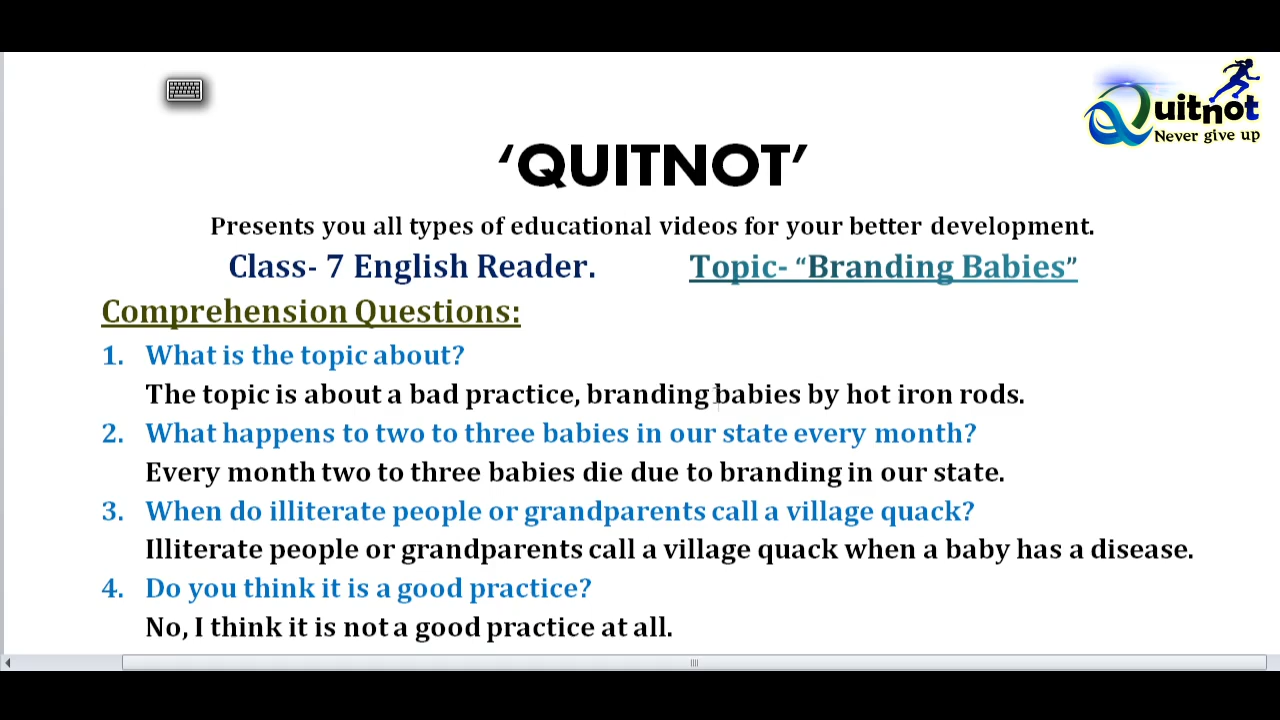 Quitnot
Never give up
‘QUITNOT’
Presents you all types of educational videos for your better development.
Class- 7 English Reader. Topic- “Branding Babies”
Comprehension Questions:
1. What is the topic about?
The topic is about a bad practice, branding babies by hot iron rods.
2. What happens to two to three babies in our state every month?
Every month two to three babies die due to branding in our state.
3. When do illiterate people or grandparents call a village quack?
Illiterate people or grandparents call a village quack when a baby has a disease.
4. Do you think it is a good practice?
No, I think it is not a good practice at all.